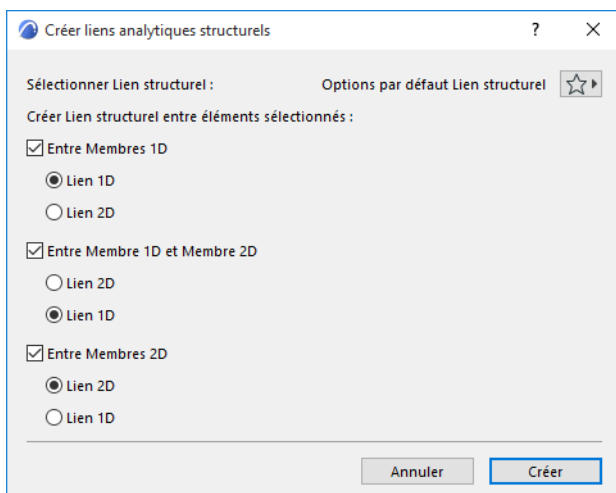 Créer liens analytiques structurels ?
Sélectionner Lien structurel : Options par défaut Lien structurel
Créer Lien structurel entre éléments sélectionnés :
Entre Membres 1D
Lien 1D
Lien 2D
Entre Membre 1D et Membre 2D
Lien 2D
Lien 1D
Entre Membres 2D
Lien 2D
Lien 1D
Annuler Créer